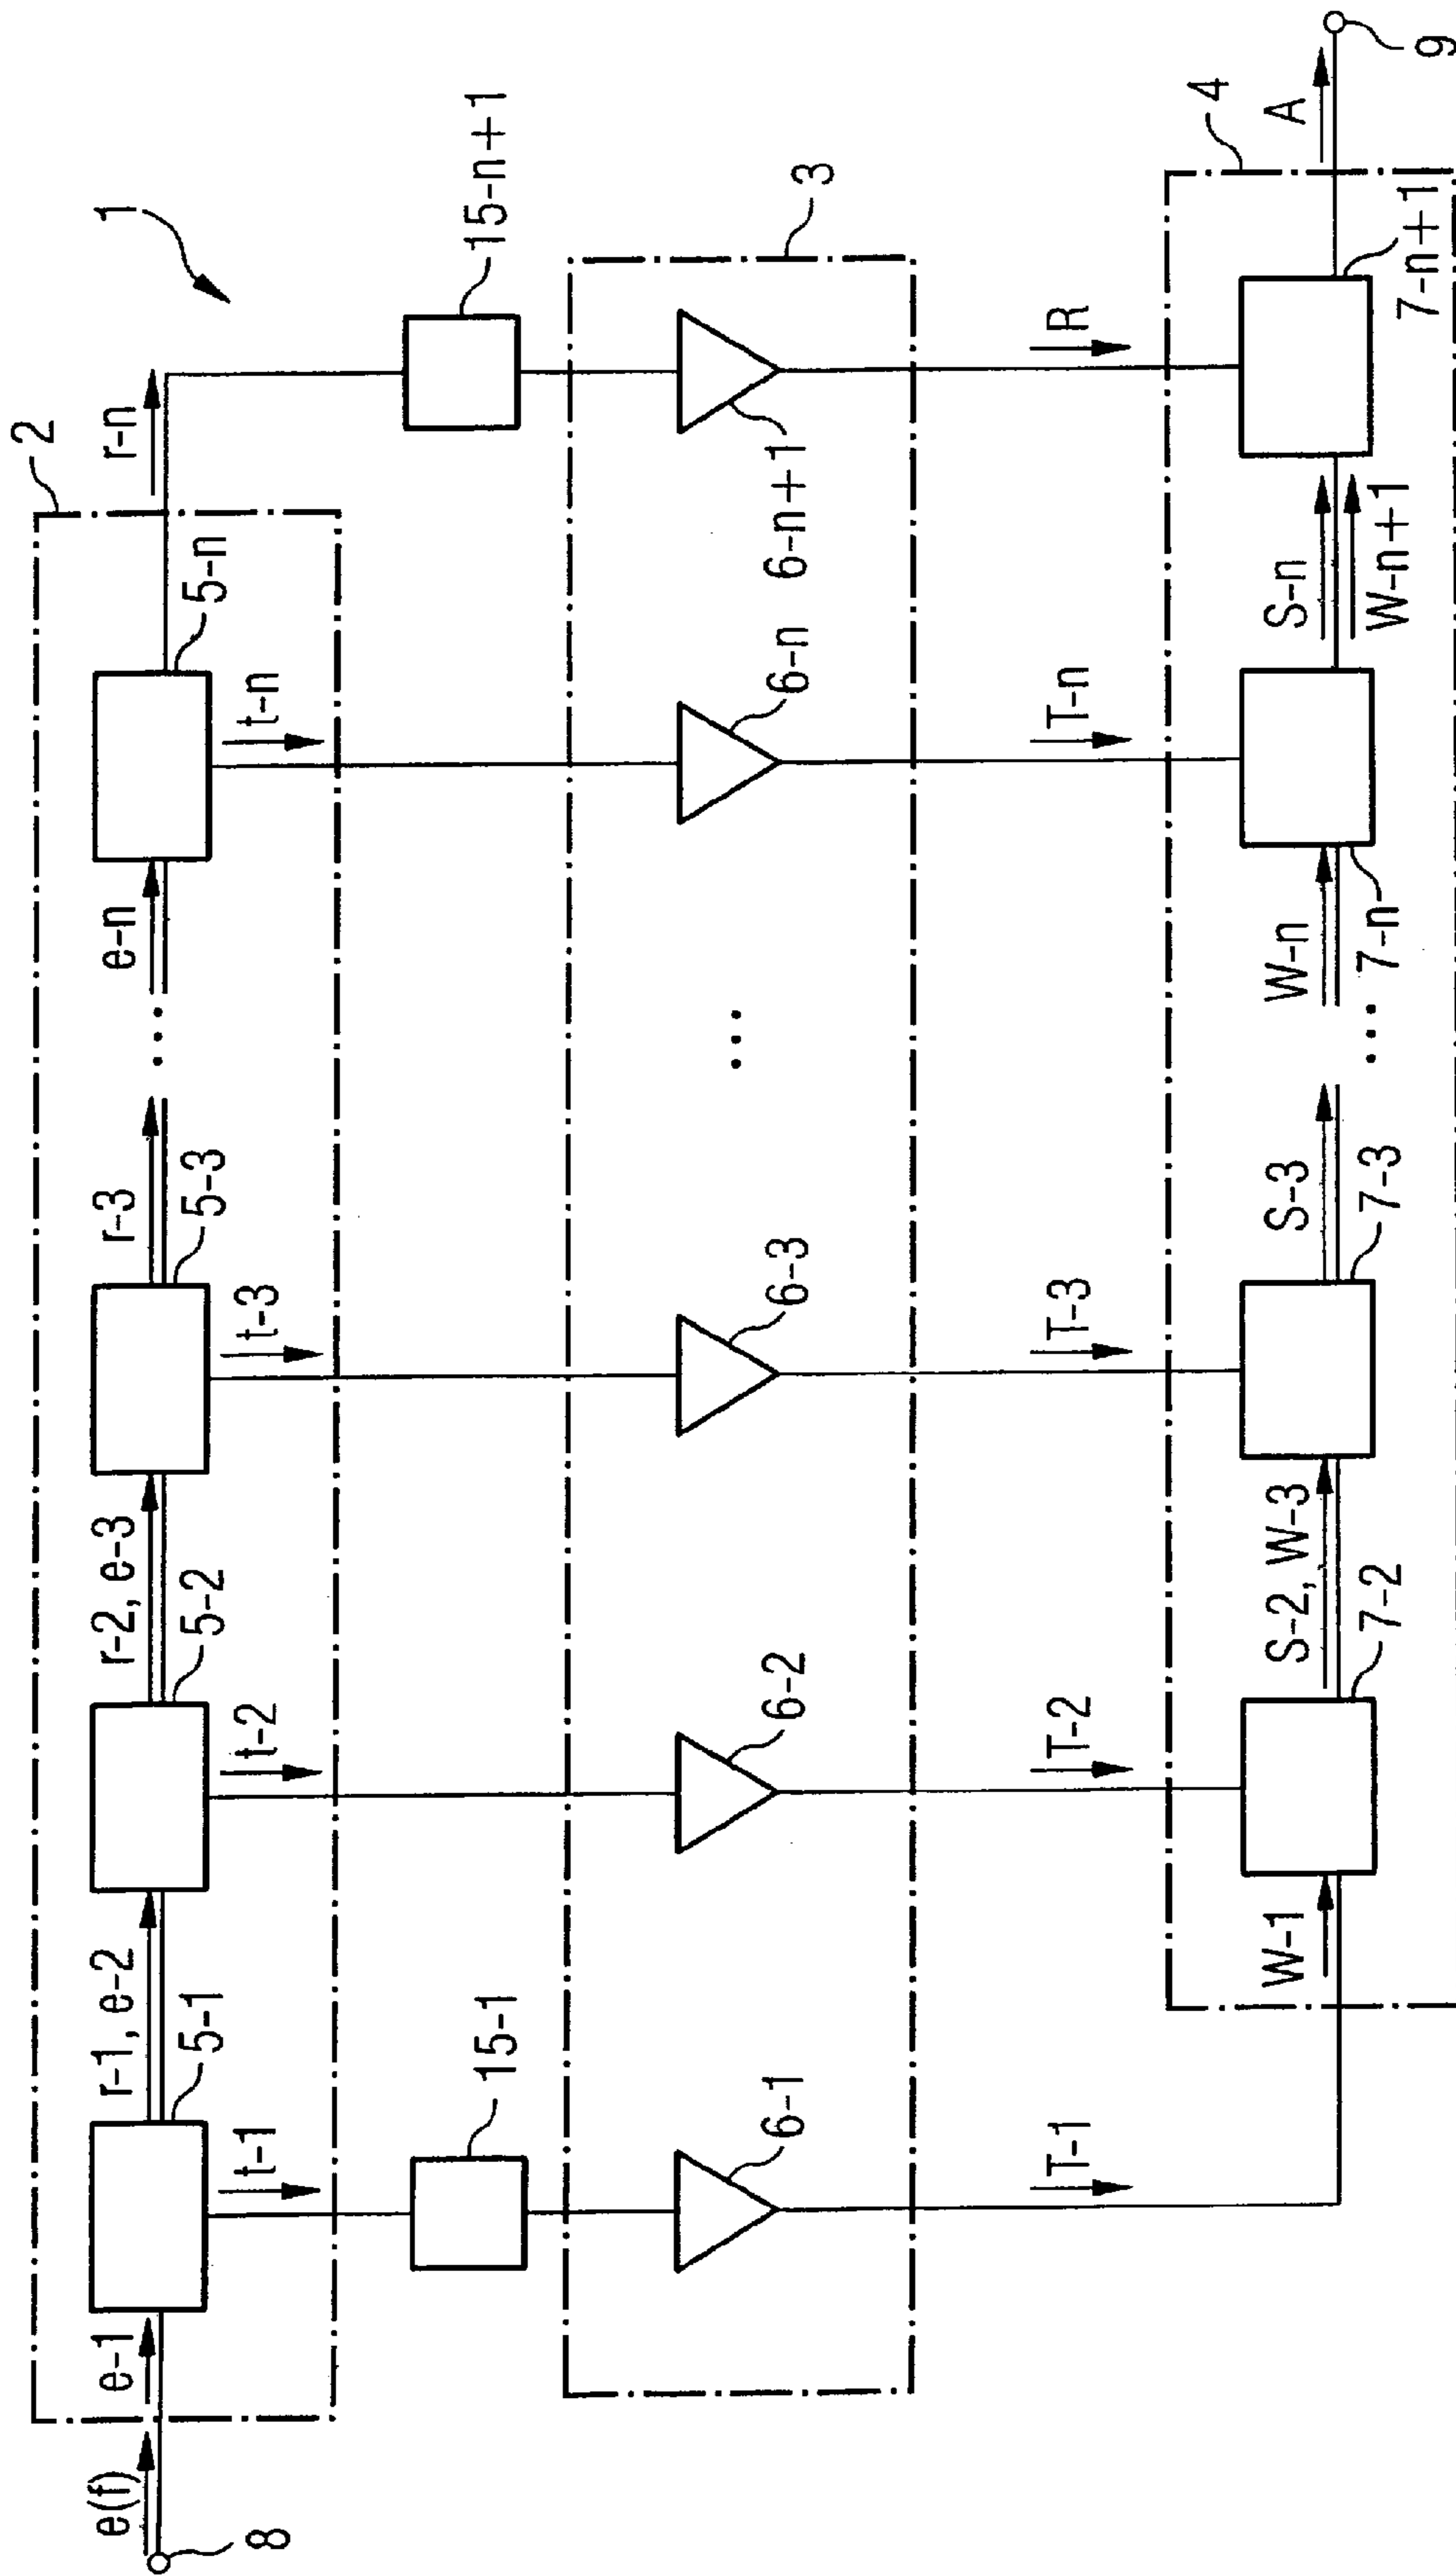 1
2
e(f)
e-1
r-1, e-2
r-2, e-3
r-3
...
e-n
r-n
8
5-1
5-2
5-3
5-n
t-1
t-2
t-3
t-n
15-1
15-n+1
3
6-1
6-2
6-3
...
6-n
6-n+1
T-1
T-2
T-3
T-n
R
4
W-1
S-2, W-3
S-3
W-n
S-n
A
7-2
7-3
...
7-n
W-n+1
7-n+1
9